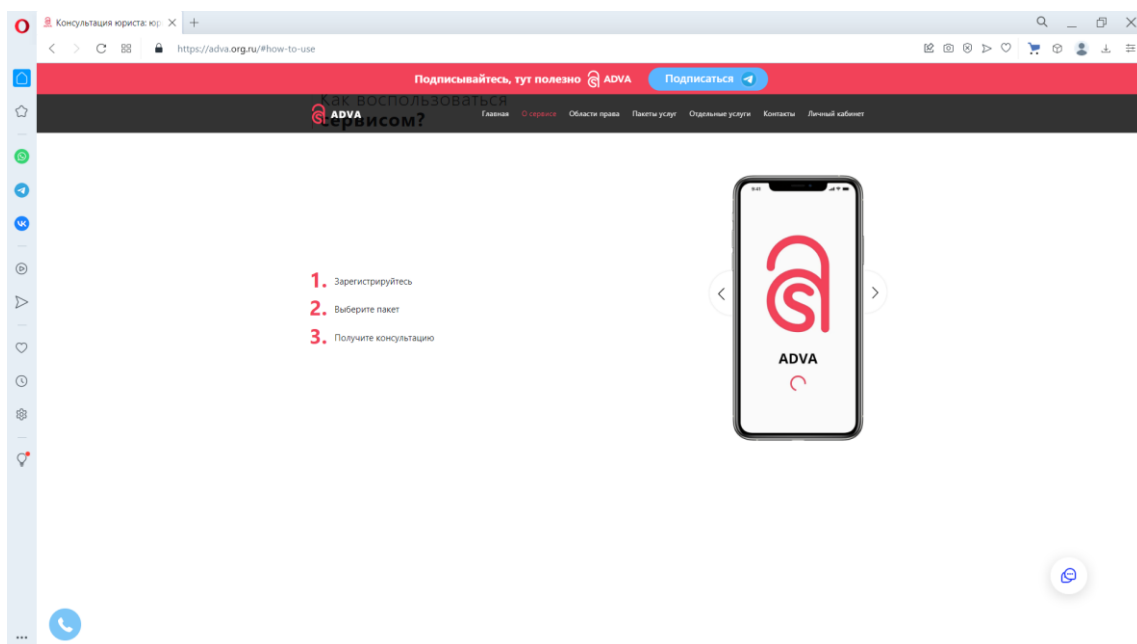 Консультация юриста: юр
https://adva.org.ru/#how-to-use
Подписывайтесь, тут полезно ADVA Подписаться
Как воспользоваться
сервисом?
ADVA
Главная О сервисе Области права Пакеты услуг Отдельные услуги Контакты Личный кабинет
1. Зарегистрируйтесь
2. Выберите пакет
3. Получите консультацию
9:41
ADVA